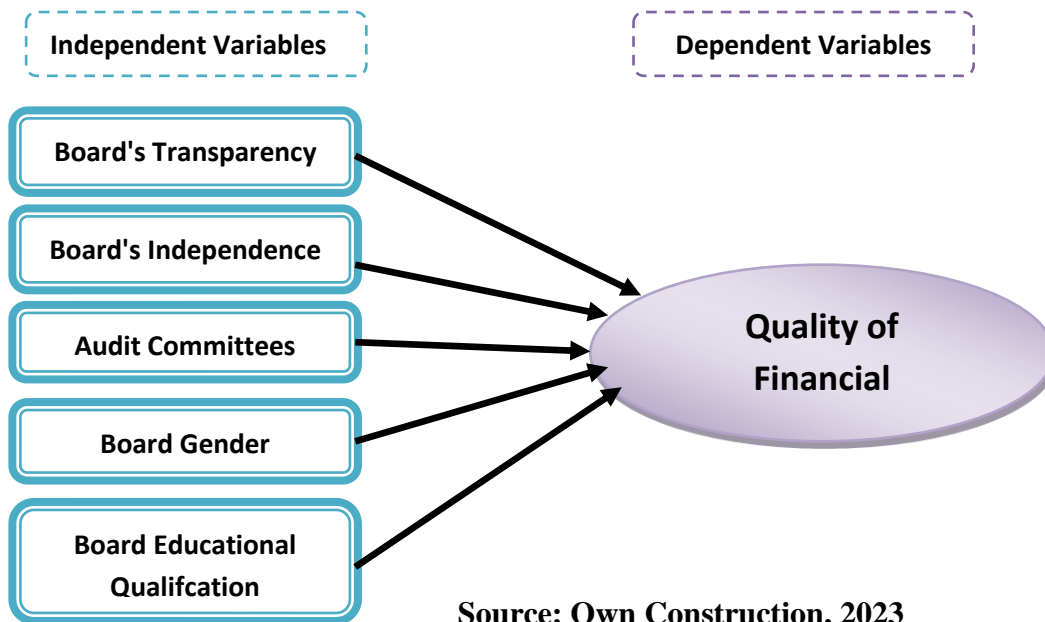 Independent Variables
Dependent Variables
Board's Transparency
Board's Independence
Audit Committees
Board Gender
Board Educational
Qualifcation
Quality of
Financial
Source: Own Construction, 2023